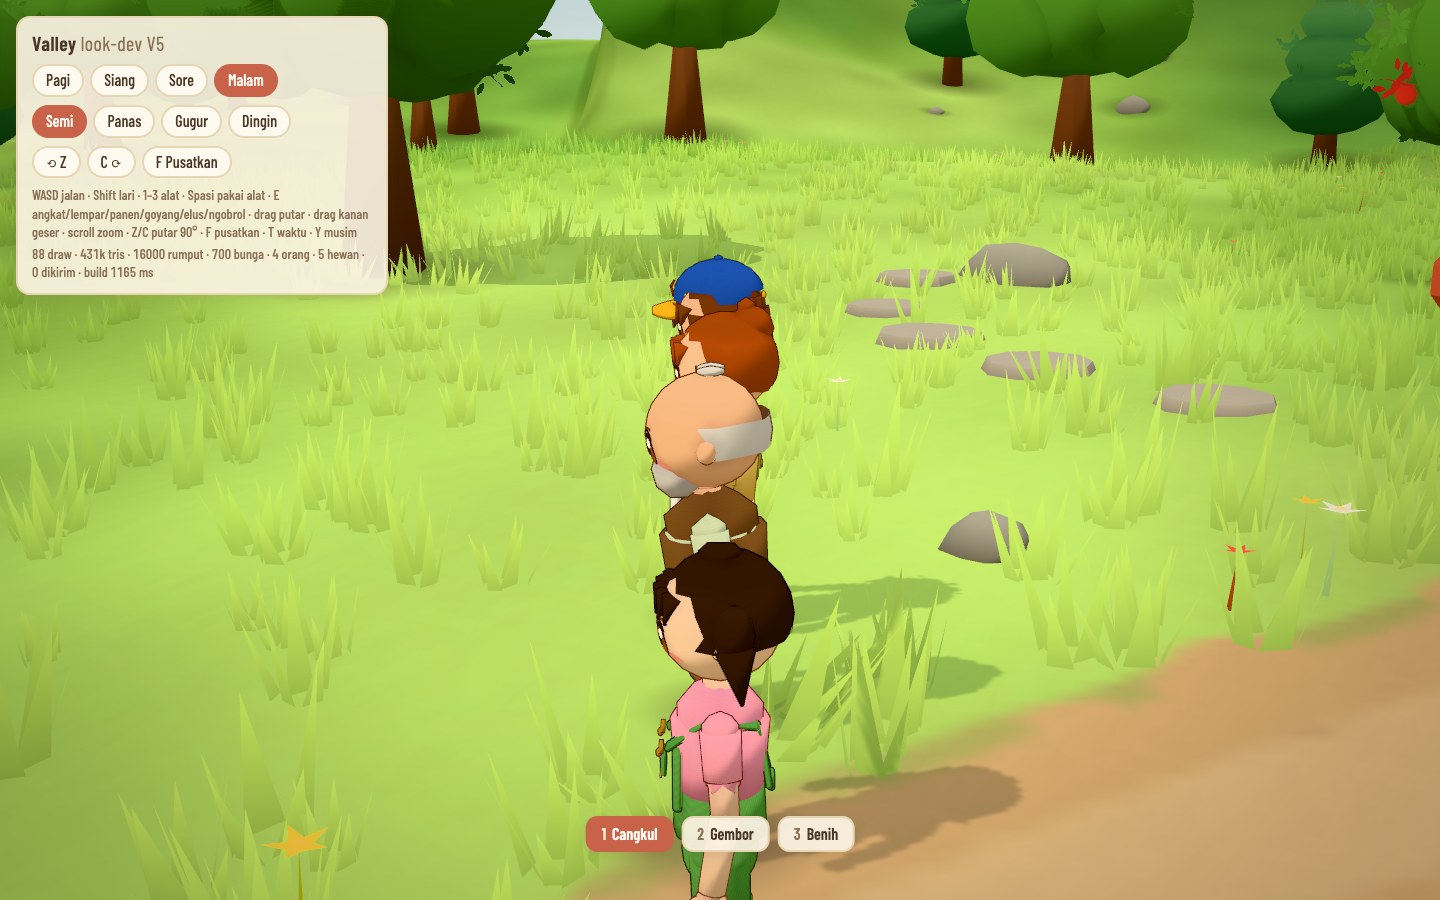 Valley look-dev V5
Pagi Siang Sore Malam
Semi Panas Gugur Dingin
⟲ Z C ⟳ F Pusatkan
WASD jalan · Shift lari · 1–3 alat · Spasi pakai alat · E
angkat/lempar/panen/goyang/elus/ngobrol · drag putar · drag kanan
geser · scroll zoom · Z/C putar 90° · F pusatkan · T waktu · Y musim
88 draw · 431k tris · 16000 rumput · 700 bunga · 4 orang · 5 hewan ·
0 dikirim · build 1165 ms
1 Cangkul 2 Gembor 3 Benih